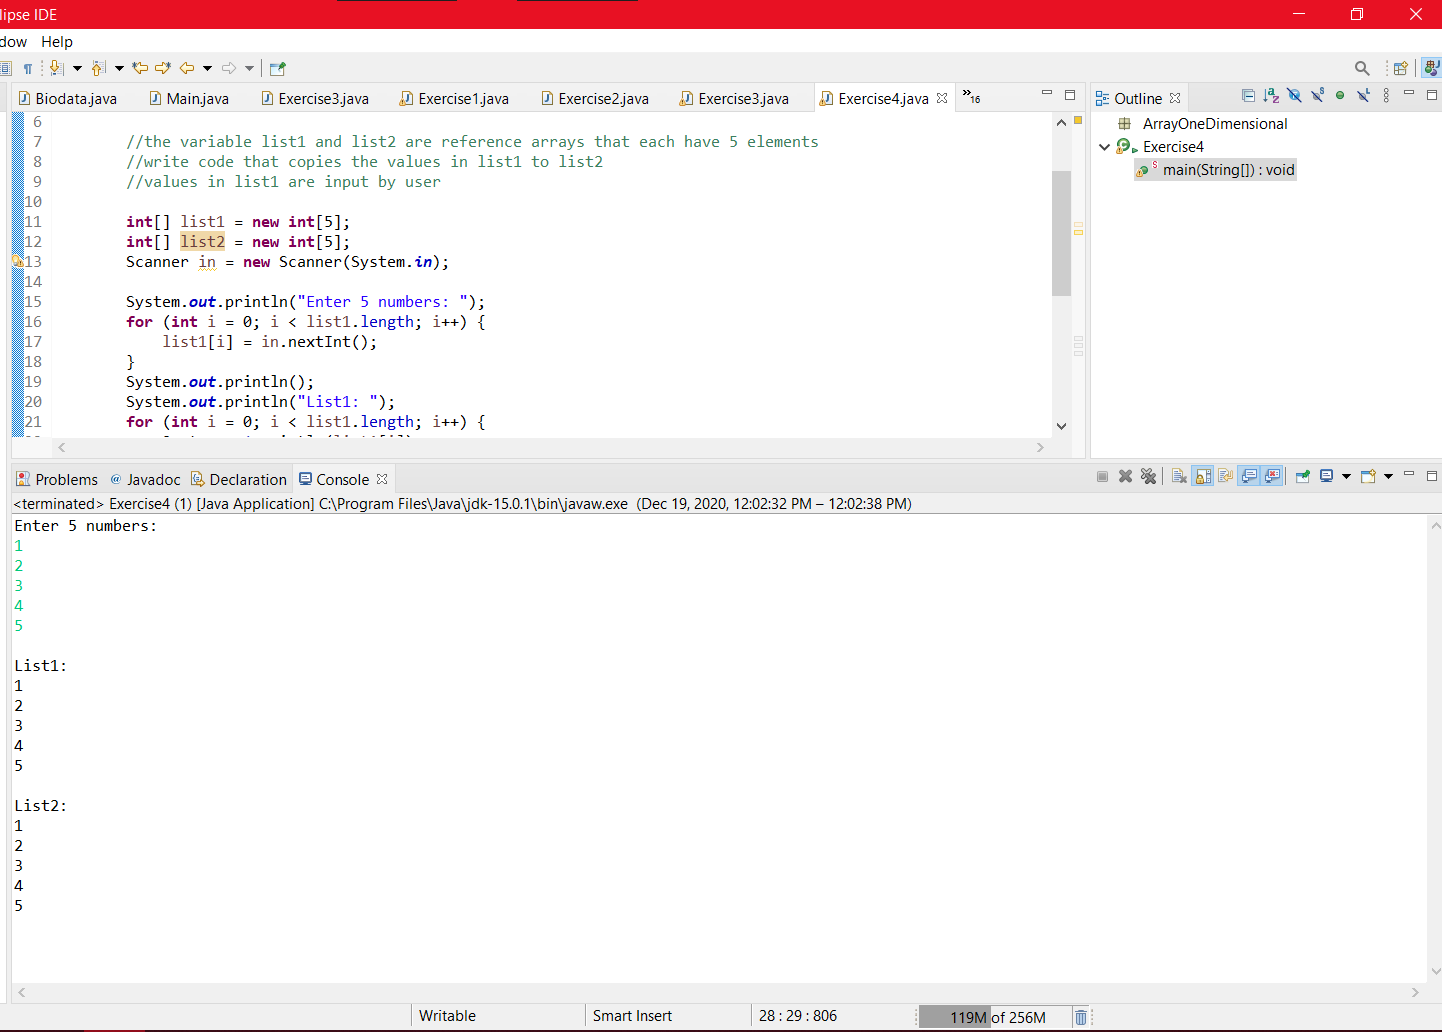 lipse IDE
dow Help
Biodata.java Main.java Exercise3.java Exercise1.java Exercise2.java Exercise3.java Exercise4.java »16 Outline
6
7 //the variable list1 and list2 are reference arrays that each have 5 elements
8 //write code that copies the values in list1 to list2
9 //values in list1 are input by user
10
11 int[] list1 = new int[5];
12 int[] list2 = new int[5];
13 Scanner in = new Scanner(System.in);
14
15 System.out.println("Enter 5 numbers: ");
16 for (int i = 0; i < list1.length; i++) {
17 list1[i] = in.nextInt();
18 }
19 System.out.println();
20 System.out.println("List1: ");
21 for (int i = 0; i < list1.length; i++) {
ArrayOneDimensional
Exercise4
main(String[]) : void
Problems @ Javadoc Declaration Console
<terminated> Exercise4 (1) [Java Application] C:\Program Files\Java\jdk-15.0.1\bin\javaw.exe (Dec 19, 2020, 12:02:32 PM – 12:02:38 PM)
Enter 5 numbers:
1
2
3
4
5
List1:
1
2
3
4
5
List2:
1
2
3
4
5
Writable Smart Insert 28 : 29 : 806 119M of 256M